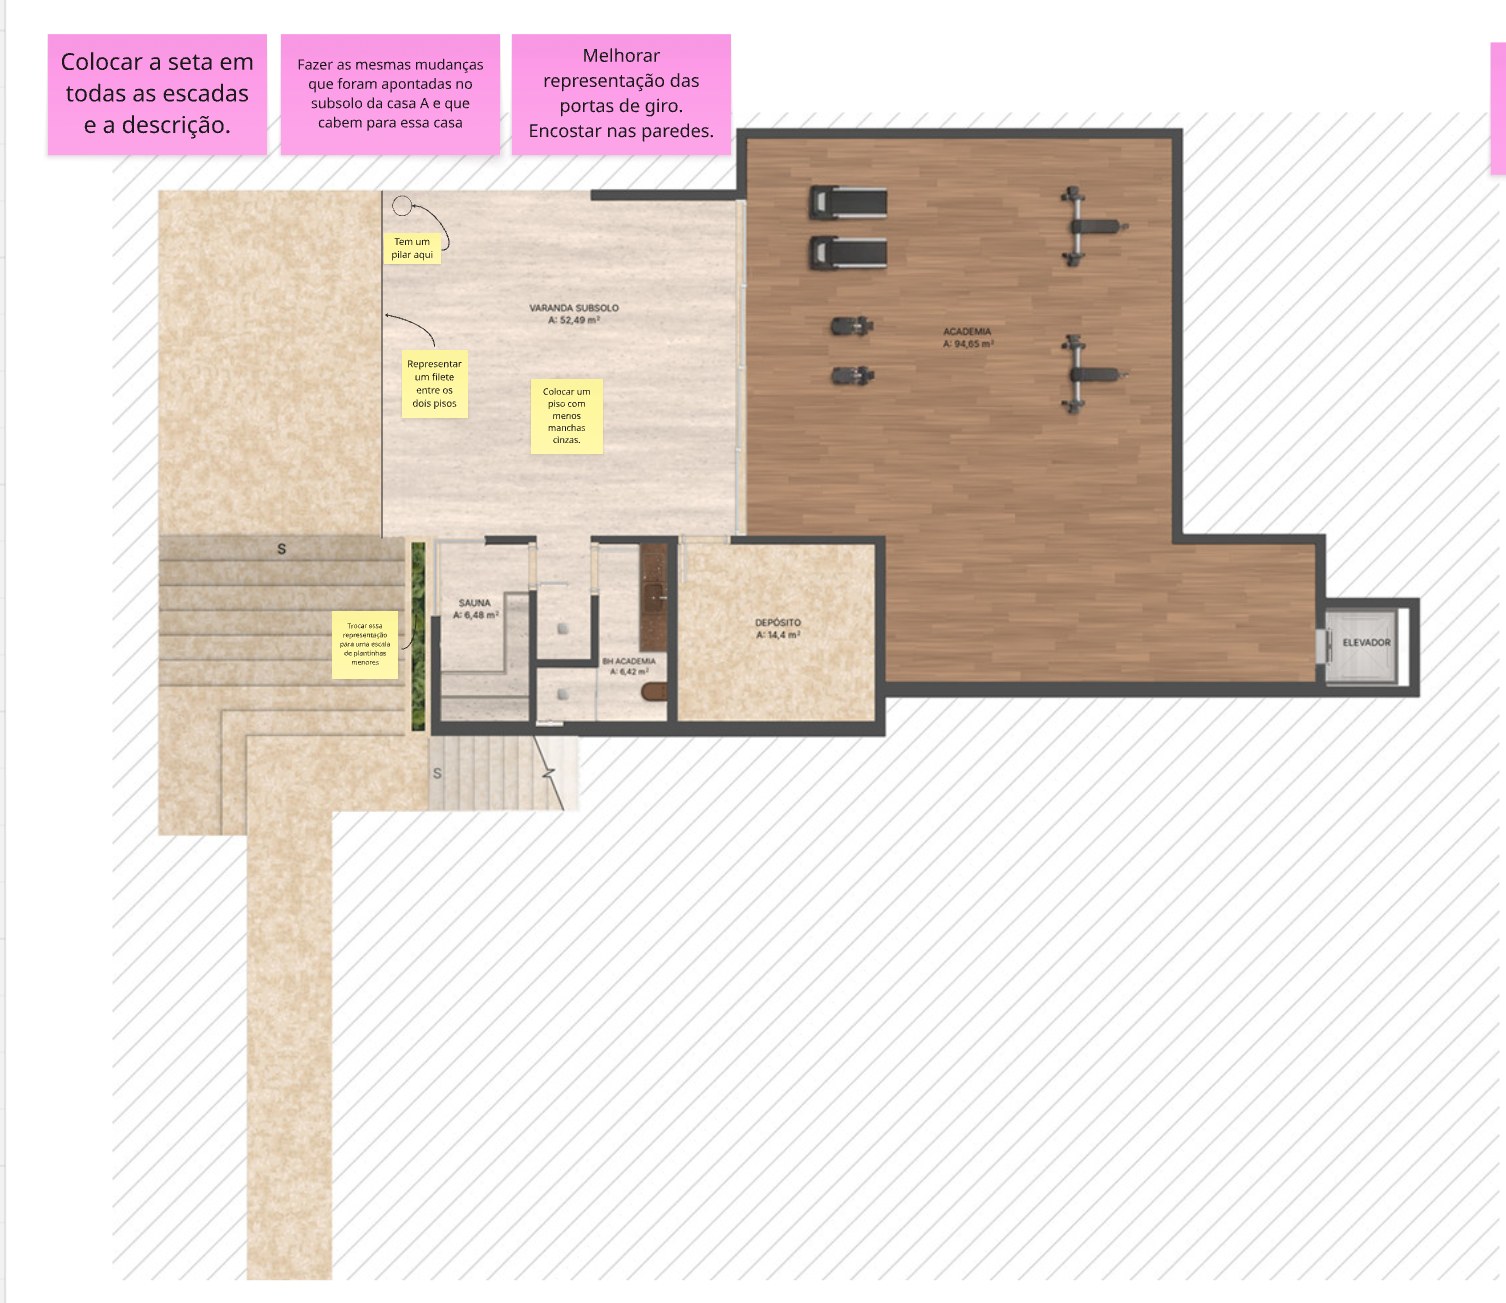 Colocar a seta em
todas as escadas
e a descrição.
Fazer as mesmas mudanças
que foram apontadas no
subsolo da casa A e que
cabem para essa casa
Melhorar
representação das
portas de giro.
Encostar nas paredes.
Tem um
pilar aqui
VARANDA SUBSOLO
A: 52,49 m²
Representar
um filete
entre os
dois pisos
Colocar um
piso com
menos
manchas
cinzas.
ACADEMIA
A: 94,65 m²
S
Trocar essa
representação
para uma escala
de plantinhas
menores
SAUNA
A: 6,48 m²
BH ACADEMIA
A: 6,42 m²
DEPÓSITO
A: 14,4 m²
ELEVADOR
S